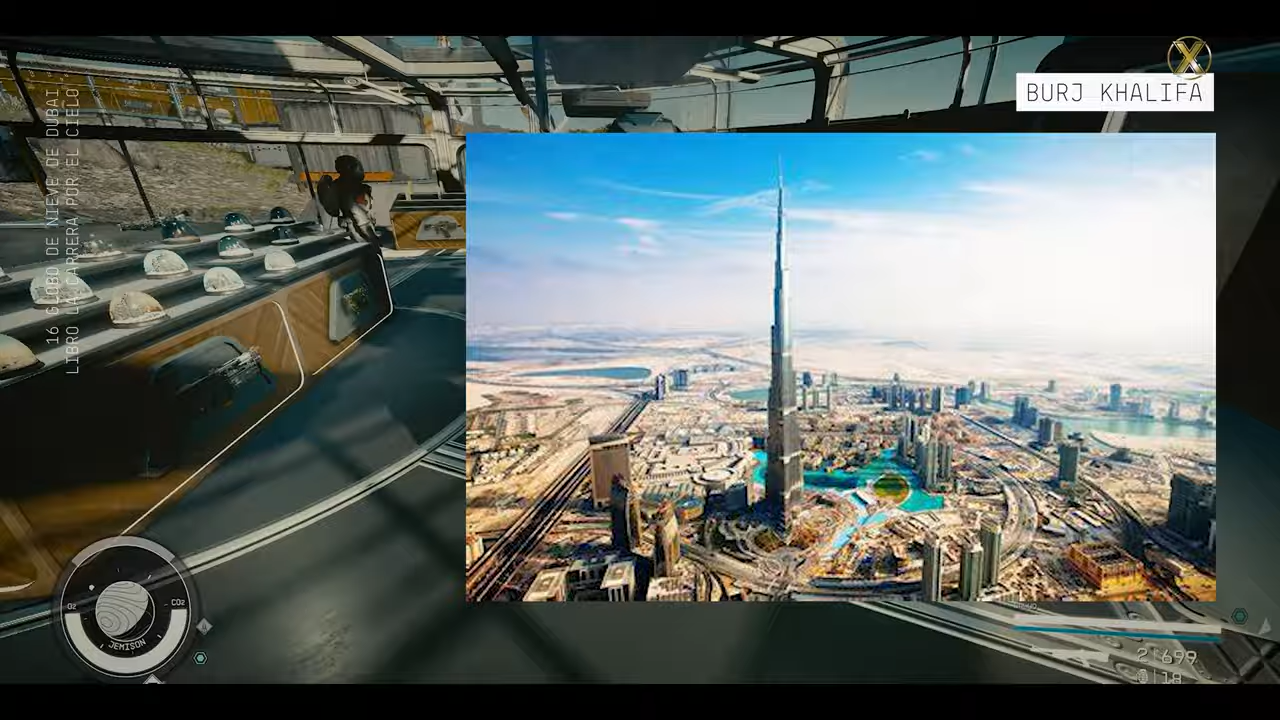 BURJ KHALIFA
16 GLOBO DE NIEVE DE DUBAI
LIBRO LA CARRERA POR EL CIELO
O2
CO2
JEMISON
2 699
18